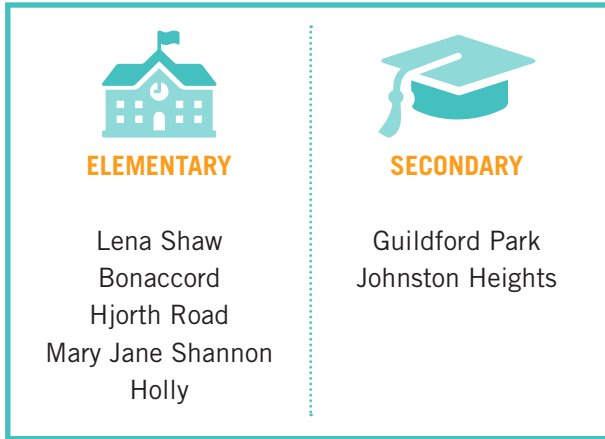 ELEMENTARY
Lena Shaw
Bonaccord
Hjorth Road
Mary Jane Shannon
Holly
SECONDARY
Guildford Park
Johnston Heights